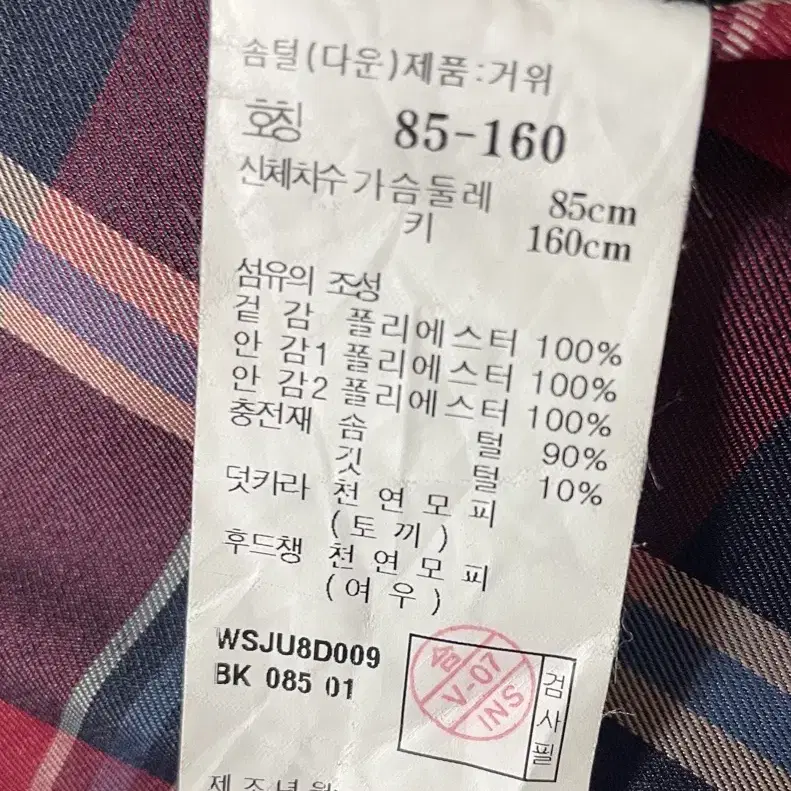 솜털(다운)제품:거위
호칭 85-160
신체치수 가슴둘레 85cm
키 160cm
섬유의 조성
겉 감 폴리에스터 100%
안 감1 폴리에스터 100%
안 감2 폴리에스터 100%
충전재 솜 털 90%
깃 털 10%
덧카라 천 연 모 피
(토 끼)
후드챙 천 연 모 피
(여 우)
WSJU8D009
BK 085 01
V-07
INS
검사필
제 조 년 월